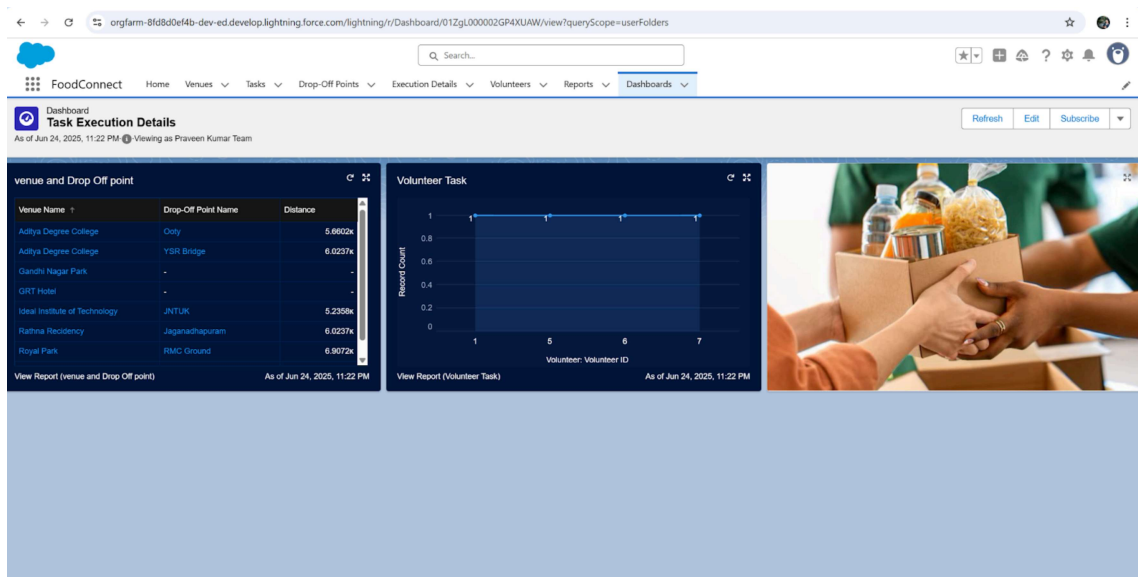 orgfarm-8fd8d0ef4b-dev-ed.develop.lightning.force.com/lightning/r/Dashboard/01ZgL000002GP4XUAW/view?queryScope=userFolders
Search...
FoodConnect Home Venues Tasks Drop-Off Points Execution Details Volunteers Reports Dashboards
Dashboard
Task Execution Details
As of Jun 24, 2025, 11:22 PM·Viewing as Praveen Kumar Team
Refresh Edit Subscribe
venue and Drop Off point
Venue Name ↑ Drop-Off Point Name Distance
Aditya Degree College Ooty 5.6602K
Aditya Degree College YSR Bridge 6.0237K
Gandhi Nagar Park - -
GRT Hotel - -
Ideal Institute of Technology JNTUK 5.2358K
Rathna Recidency Jaganadhapuram 6.0237K
Royal Park RMC Ground 6.9072K
View Report (venue and Drop Off point) As of Jun 24, 2025, 11:22 PM
Volunteer Task
Record Count
1
0.8
0.6
0.4
0.2
0
1 1 1 1
1 5 6 7
Volunteer: Volunteer ID
View Report (Volunteer Task) As of Jun 24, 2025, 11:22 PM